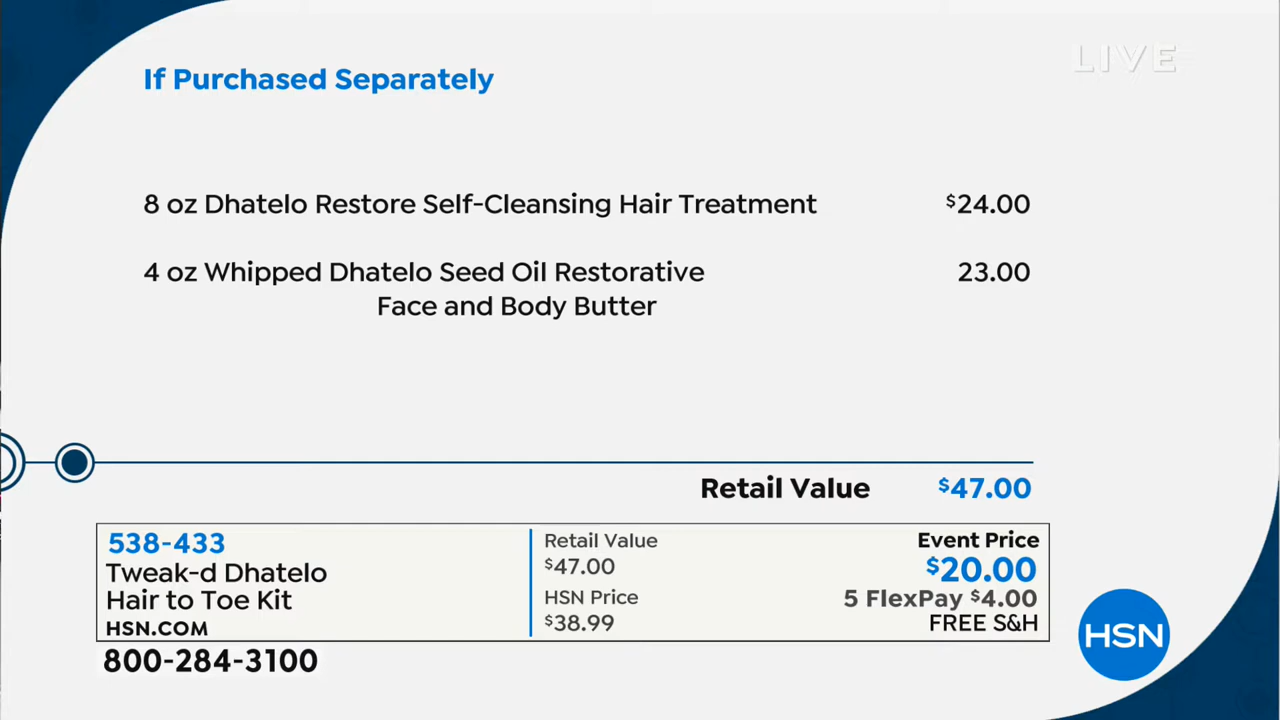 LIVE
If Purchased Separately
8 oz Dhatelo Restore Self-Cleansing Hair Treatment $24.00
4 oz Whipped Dhatelo Seed Oil Restorative 23.00
Face and Body Butter
Retail Value $47.00
538-433
Tweak-d Dhatelo
Hair to Toe Kit
HSN.COM
Retail Value
$47.00
HSN Price
$38.99
Event Price
$20.00
5 FlexPay $4.00
FREE S&H
800-284-3100
HSN